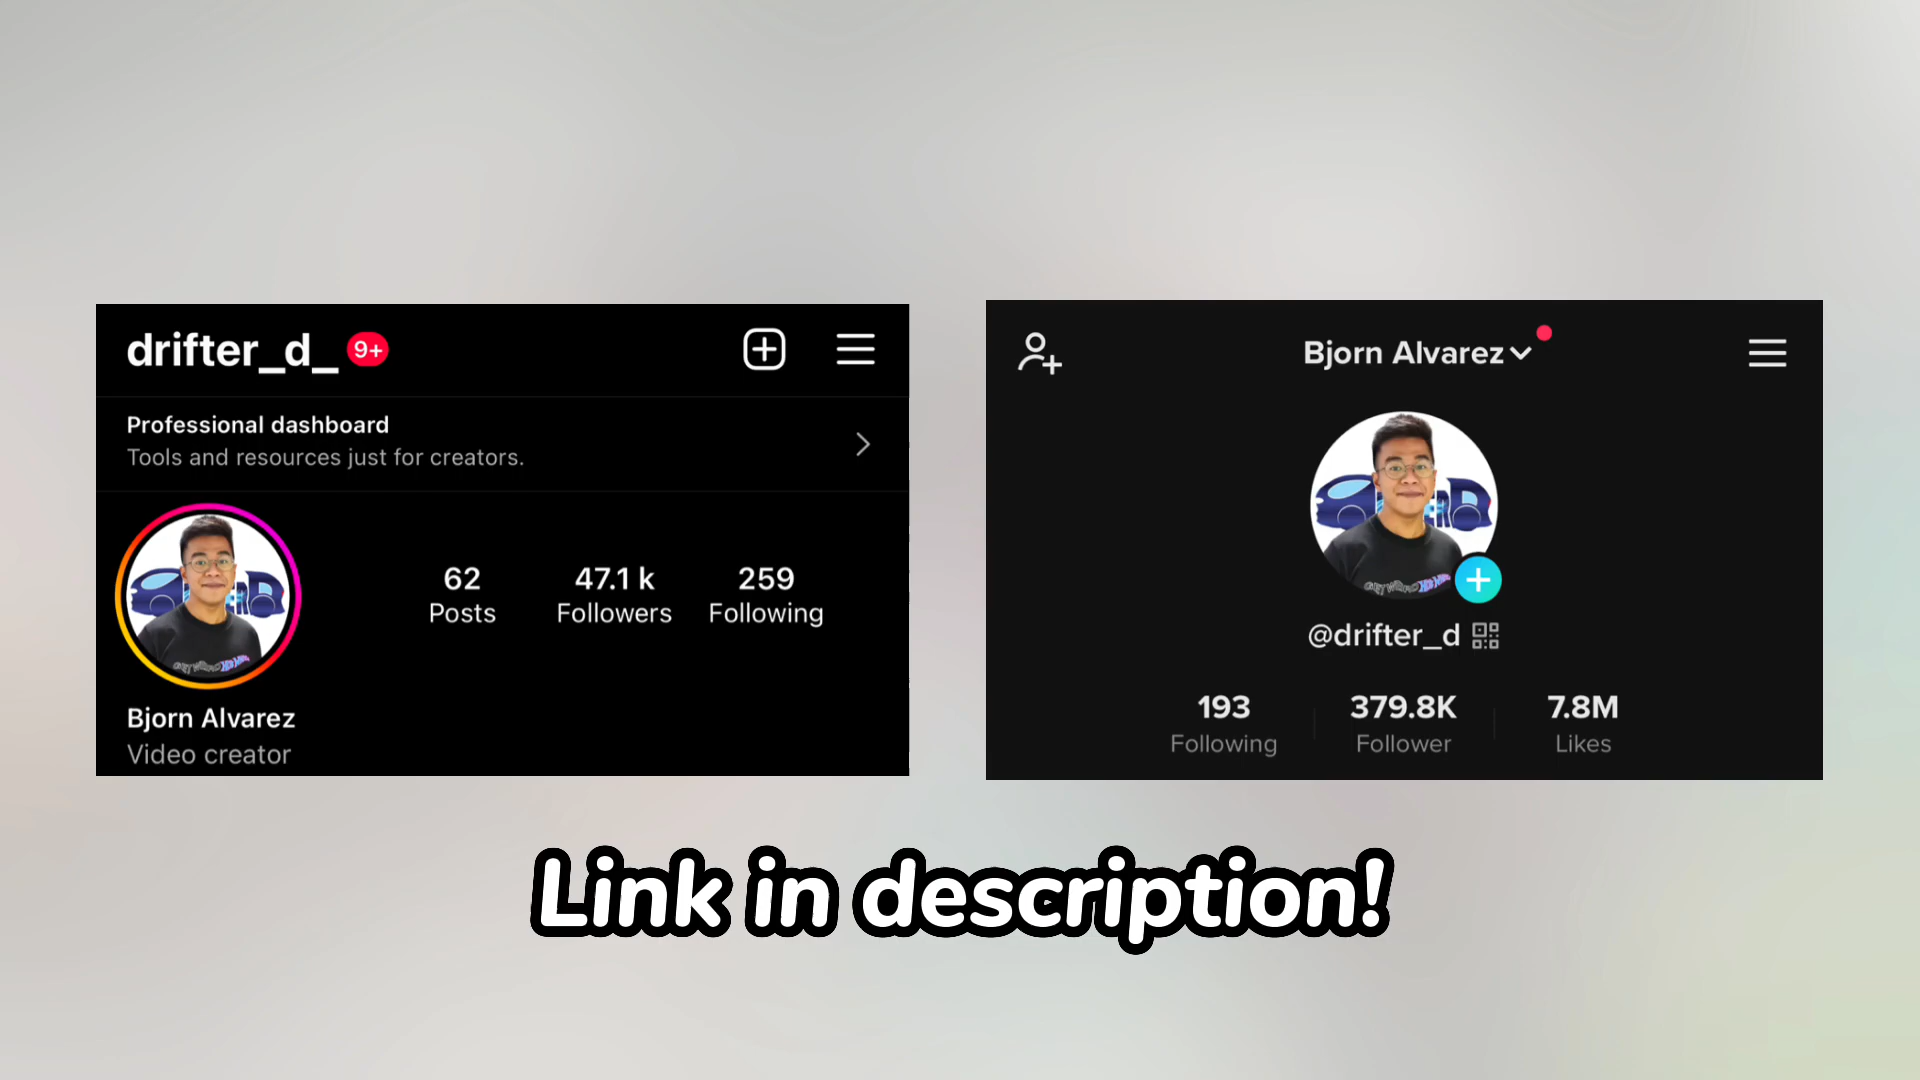 drifter_d_ 9+
Professional dashboard
Tools and resources just for creators.
62
Posts
47.1 k
Followers
259
Following
Bjorn Alvarez
Video creator
Bjorn Alvarez
@drifter_d
193
Following
379.8K
Follower
7.8M
Likes
Link in description!